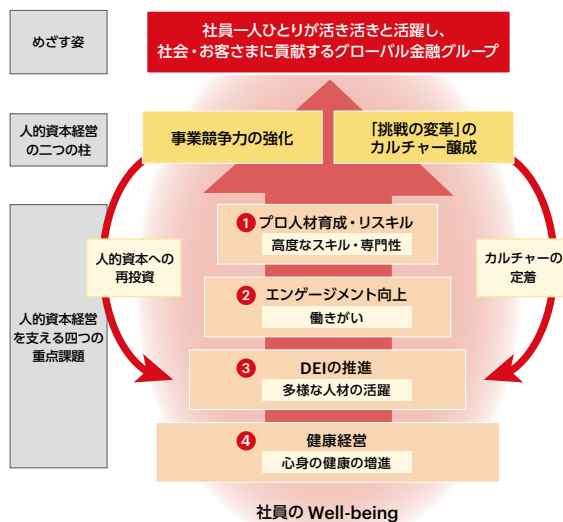 めざす姿
社員一人ひとりが活き活きと活躍し、
社会・お客さまに貢献するグローバル金融グループ
人的資本経営
の二つの柱
事業競争力の強化
「挑戦の変革」の
カルチャー醸成
人的資本経営
を支える四つの
重点課題
人的資本への
再投資
カルチャーの
定着
1 プロ人材育成・リスキル
高度なスキル・専門性
2 エンゲージメント向上
働きがい
3 DEIの推進
多様な人材の活躍
4 健康経営
心身の健康の増進
社員の Well-being